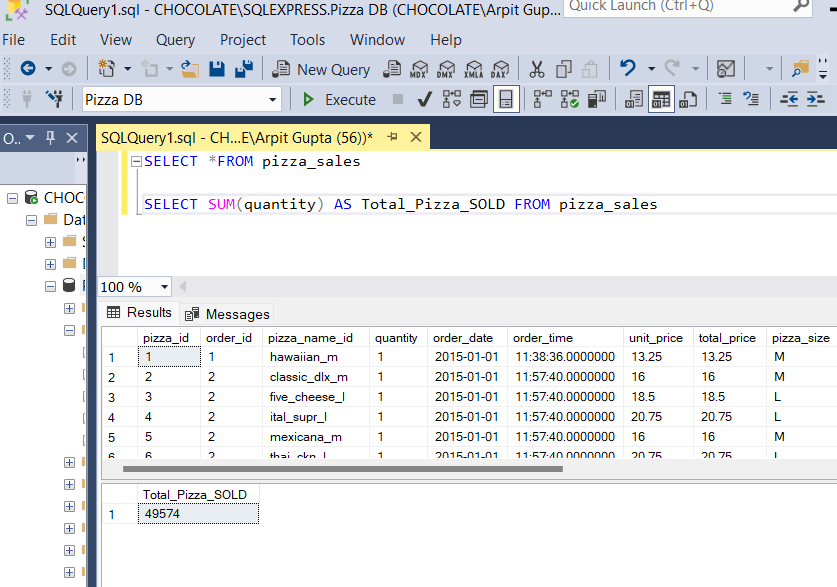 SQLQuery1.sql - CHOCOLATE\SQLEXPRESS.Pizza DB (CHOCOLATE\Arpit Gup... Quick Launch (Ctrl+Q)
File Edit View Query Project Tools Window Help
New Query MDX DMX XMLA DAX
Pizza DB Execute
O.. SQLQuery1.sql - CH...E\Arpit Gupta (56))*
SELECT *FROM pizza_sales
CHOC
SELECT SUM(quantity) AS Total_Pizza_SOLD FROM pizza_sales
Dat
100 %
Results Messages
pizza_id order_id pizza_name_id quantity order_date order_time unit_price total_price pizza_size
1 1 1 hawaiian_m 1 2015-01-01 11:38:36.0000000 13.25 13.25 M
2 2 2 classic_dlx_m 1 2015-01-01 11:57:40.0000000 16 16 M
3 3 2 five_cheese_l 1 2015-01-01 11:57:40.0000000 18.5 18.5 L
4 4 2 ital_supr_l 1 2015-01-01 11:57:40.0000000 20.75 20.75 L
5 5 2 mexicana_m 1 2015-01-01 11:57:40.0000000 16 16 M
6 6 2 thai_ckn_l 1 2015-01-01 11:57:40.0000000 20.75 20.75 L
Total_Pizza_SOLD
1 49574